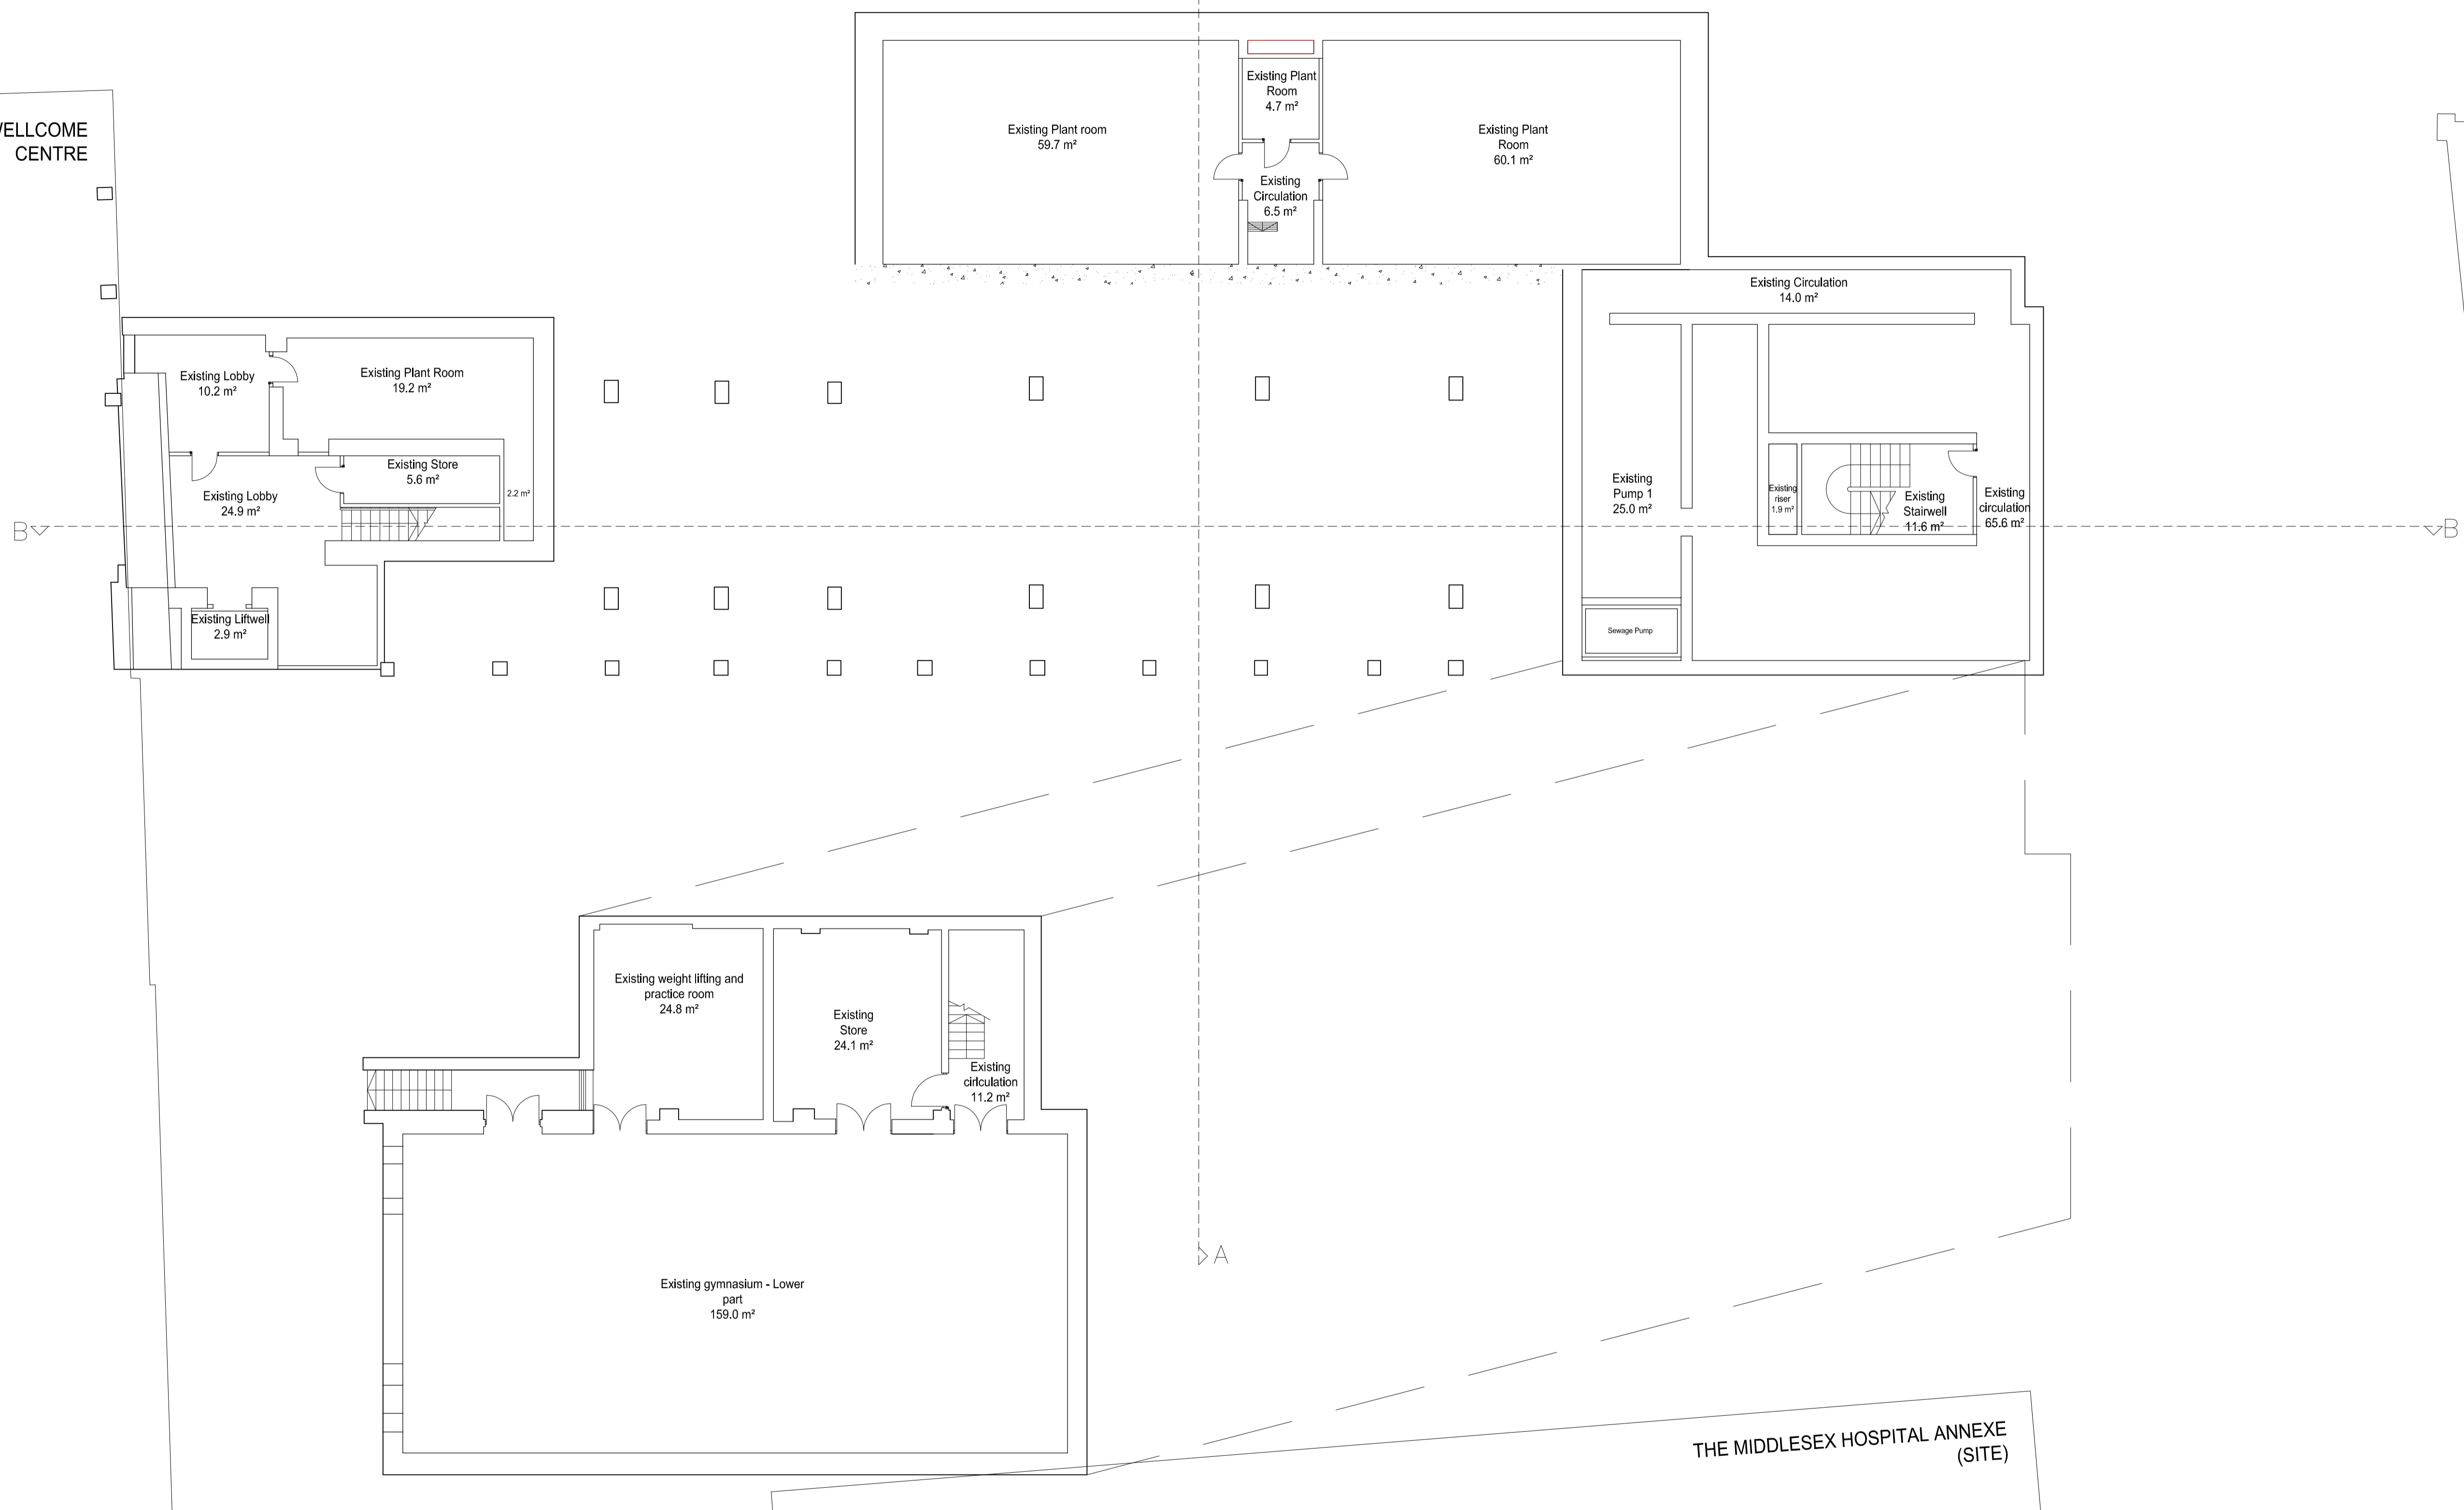 WELLCOME
CENTRE
Existing Plant room
59.7 m²
Existing Plant
Room
4.7 m²
Existing Plant
Room
60.1 m²
Existing
Circulation
6.5 m²
Existing Circulation
14.0 m²
Existing Lobby
10.2 m²
Existing Plant Room
19.2 m²
Existing Store
5.6 m²
2.2 m²
Existing Lobby
24.9 m²
Existing
Pump 1
25.0 m²
Existing
riser
1.9 m²
Existing
Stairwell
11.6 m²
Existing
circulation
65.6 m²
B
B
Existing Liftwell
2.9 m²
Sewage Pump
Existing weight lifting and
practice room
24.8 m²
Existing
Store
24.1 m²
Existing
cirlculation
11.2 m²
A
Existing gymnasium - Lower
part
159.0 m²
THE MIDDLESEX HOSPITAL ANNEXE
(SITE)